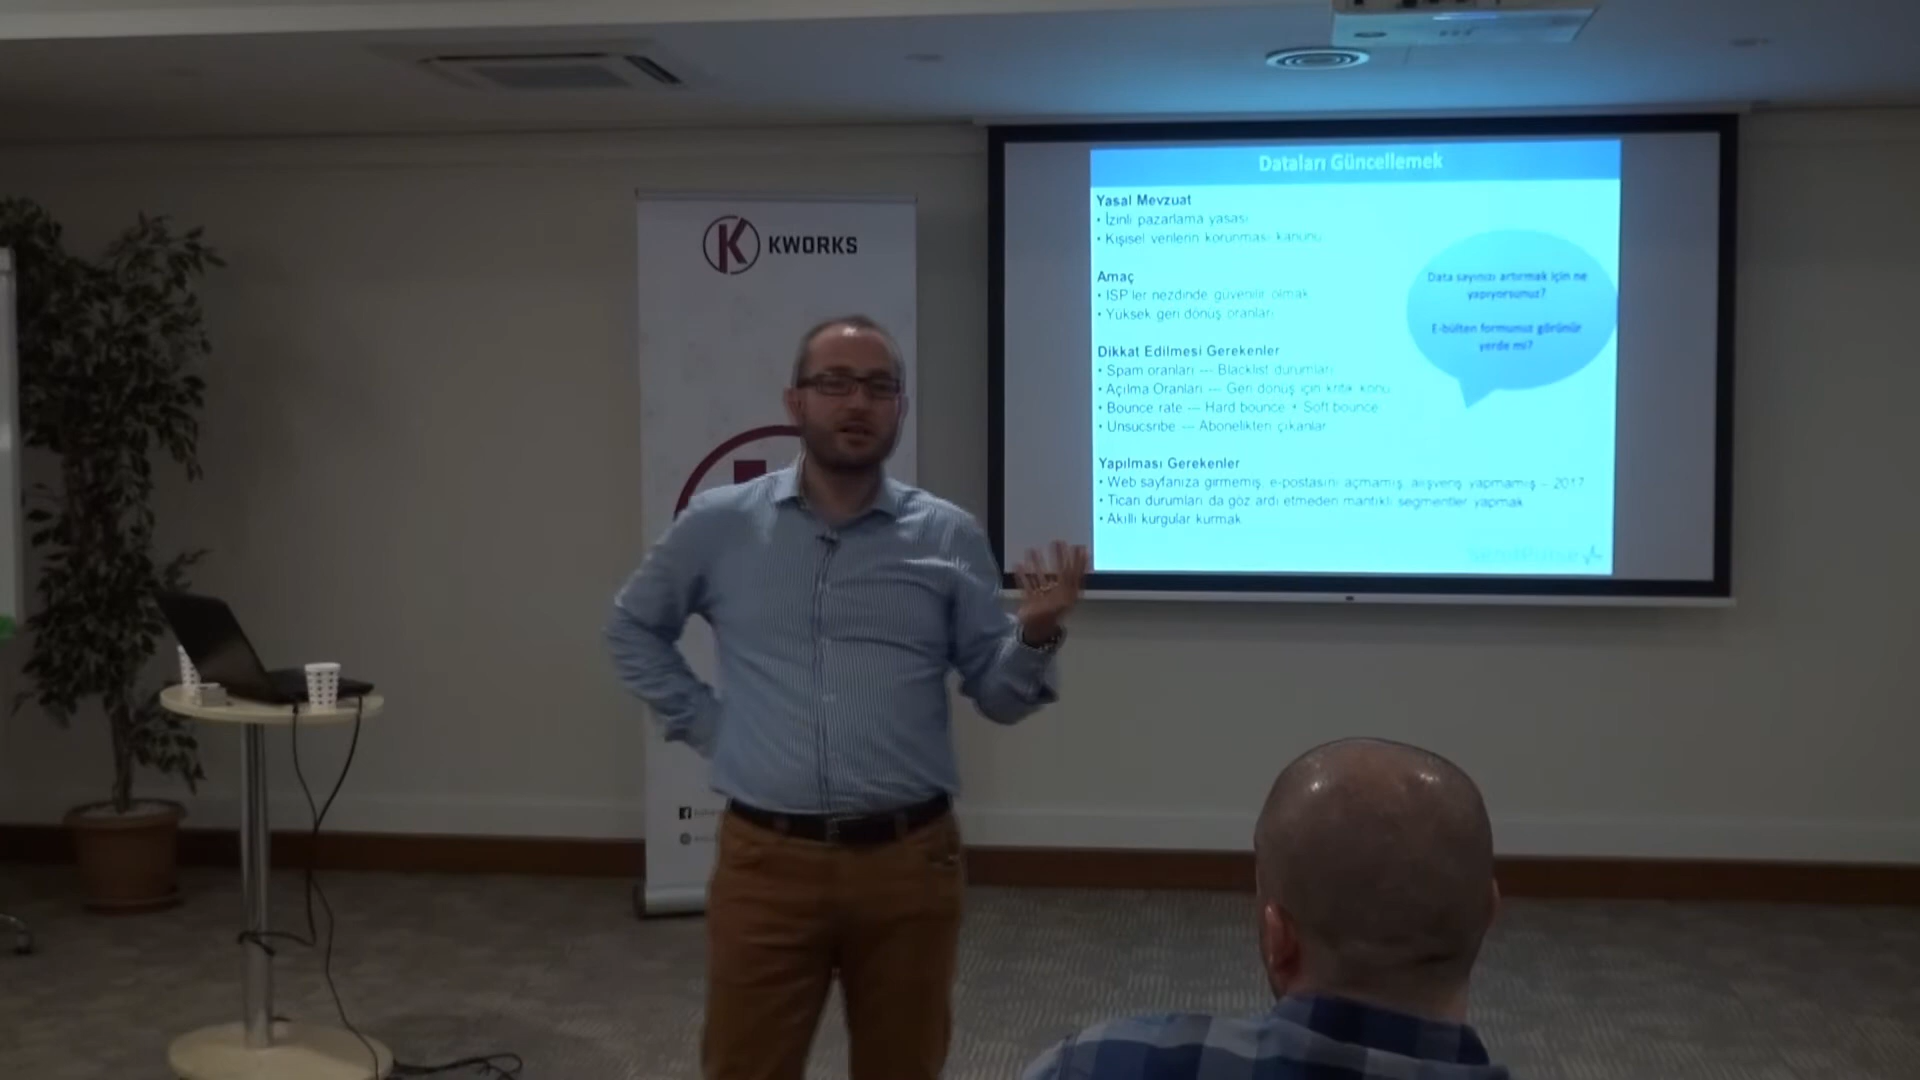 KWORKS
Dataları Güncellemek
Yasal Mevzuat
• İzinli pazarlama yasası
• Kişisel verilerin korunması kanunu
Amaç
• ISP'ler nezdinde güvenilir olmak
• Yüksek geri dönüş oranları
Dikkat Edilmesi Gerekenler
• Spam oranları --- Blacklist durumları
• Açılma Oranları --- Geri dönüş için kritik konu
• Bounce rate --- Hard bounce • Soft bounce
• Unsucsribe --- Abonelikten çıkanlar
Yapılması Gerekenler
• Web sayfanıza girmemiş, e-postasını açmamış, alışveriş yapmamış – 2017
• Ticari durumları da göz ardı etmeden mantıklı segmentler yapmak
• Akıllı kurgular kurmak
Data sayınızı artırmak için ne
yapıyorsunuz?
E-bülten formunuz görünür
yerde mi?
SendPulse